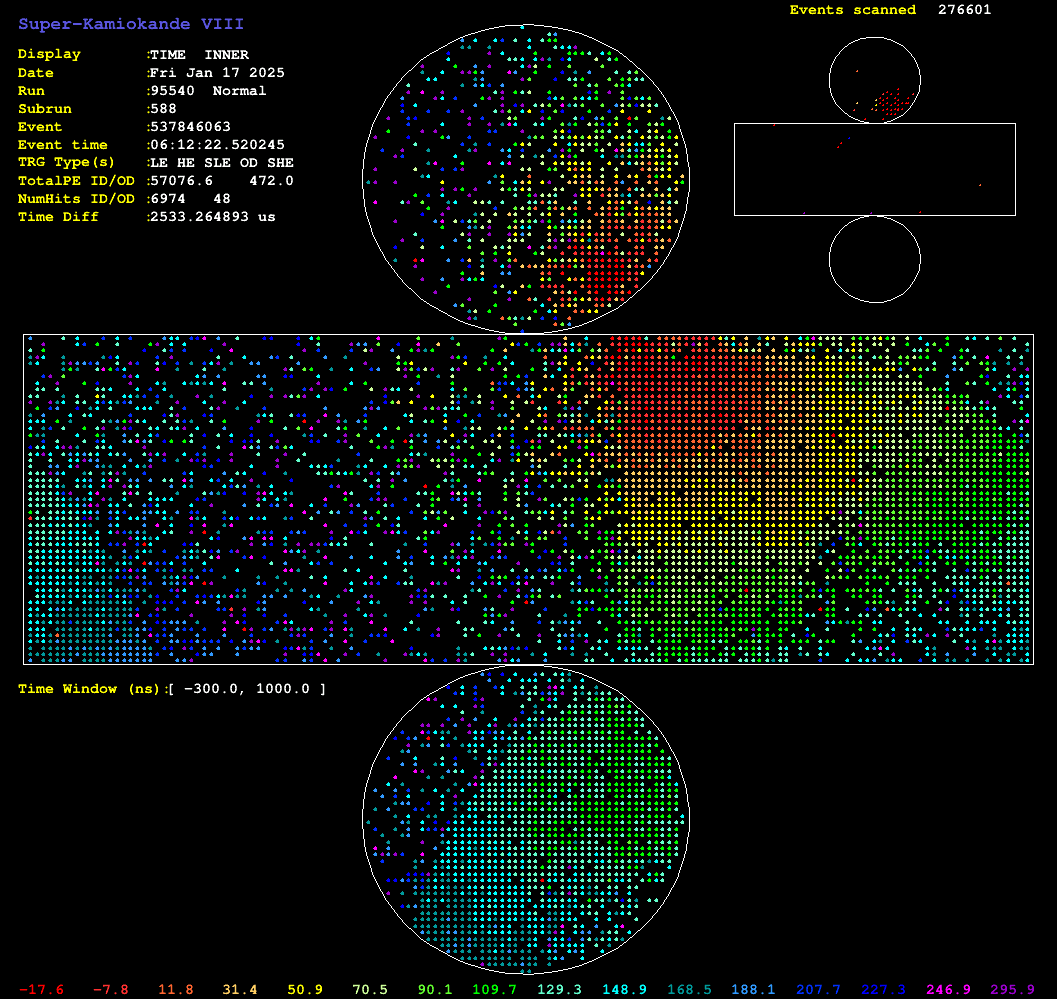 Super-Kamiokande VIII
Events scanned 276601
Display :TIME INNER
Date :Fri Jan 17 2025
Run :95540 Normal
Subrun :588
Event :537846063
Event time :06:12:22.520245
TRG Type(s) :LE HE SLE OD SHE
TotalPE ID/OD :57076.6 472.0
NumHits ID/OD :6974 48
Time Diff :2533.264893 us
Time Window (ns):[ -300.0, 1000.0 ]
-17.6 -7.8 11.8 31.4 50.9 70.5 90.1 109.7 129.3 148.9 168.5 188.1 207.7 227.3 246.9 295.9